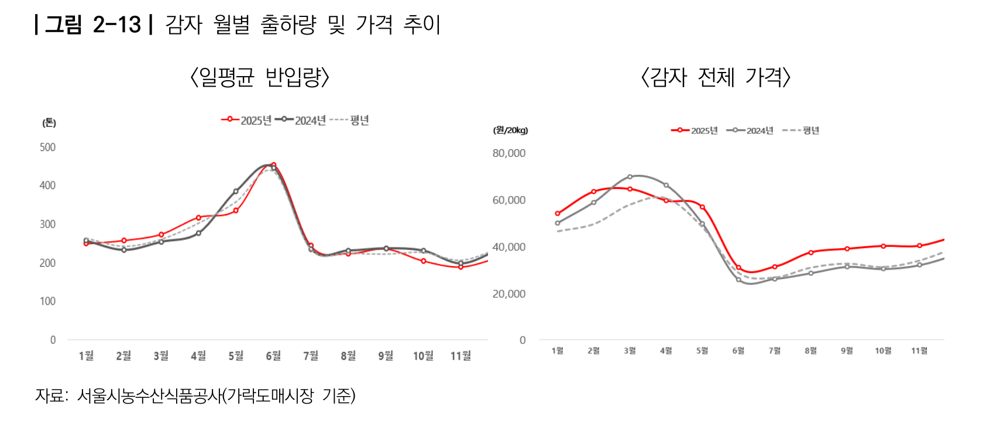 |그림 2-13| 감자 월별 출하량 및 가격 추이
<일평균 반입량>
(톤)
2025년 2024년 평년
500
400
300
200
100
0
1월 2월 3월 4월 5월 6월 7월 8월 9월 10월 11월
<감자 전체 가격>
(원/20kg)
2025년 2024년 평년
80,000
60,000
40,000
20,000
0
1월 2월 3월 4월 5월 6월 7월 8월 9월 10월 11월
자료: 서울시농수산식품공사(가락도매시장 기준)